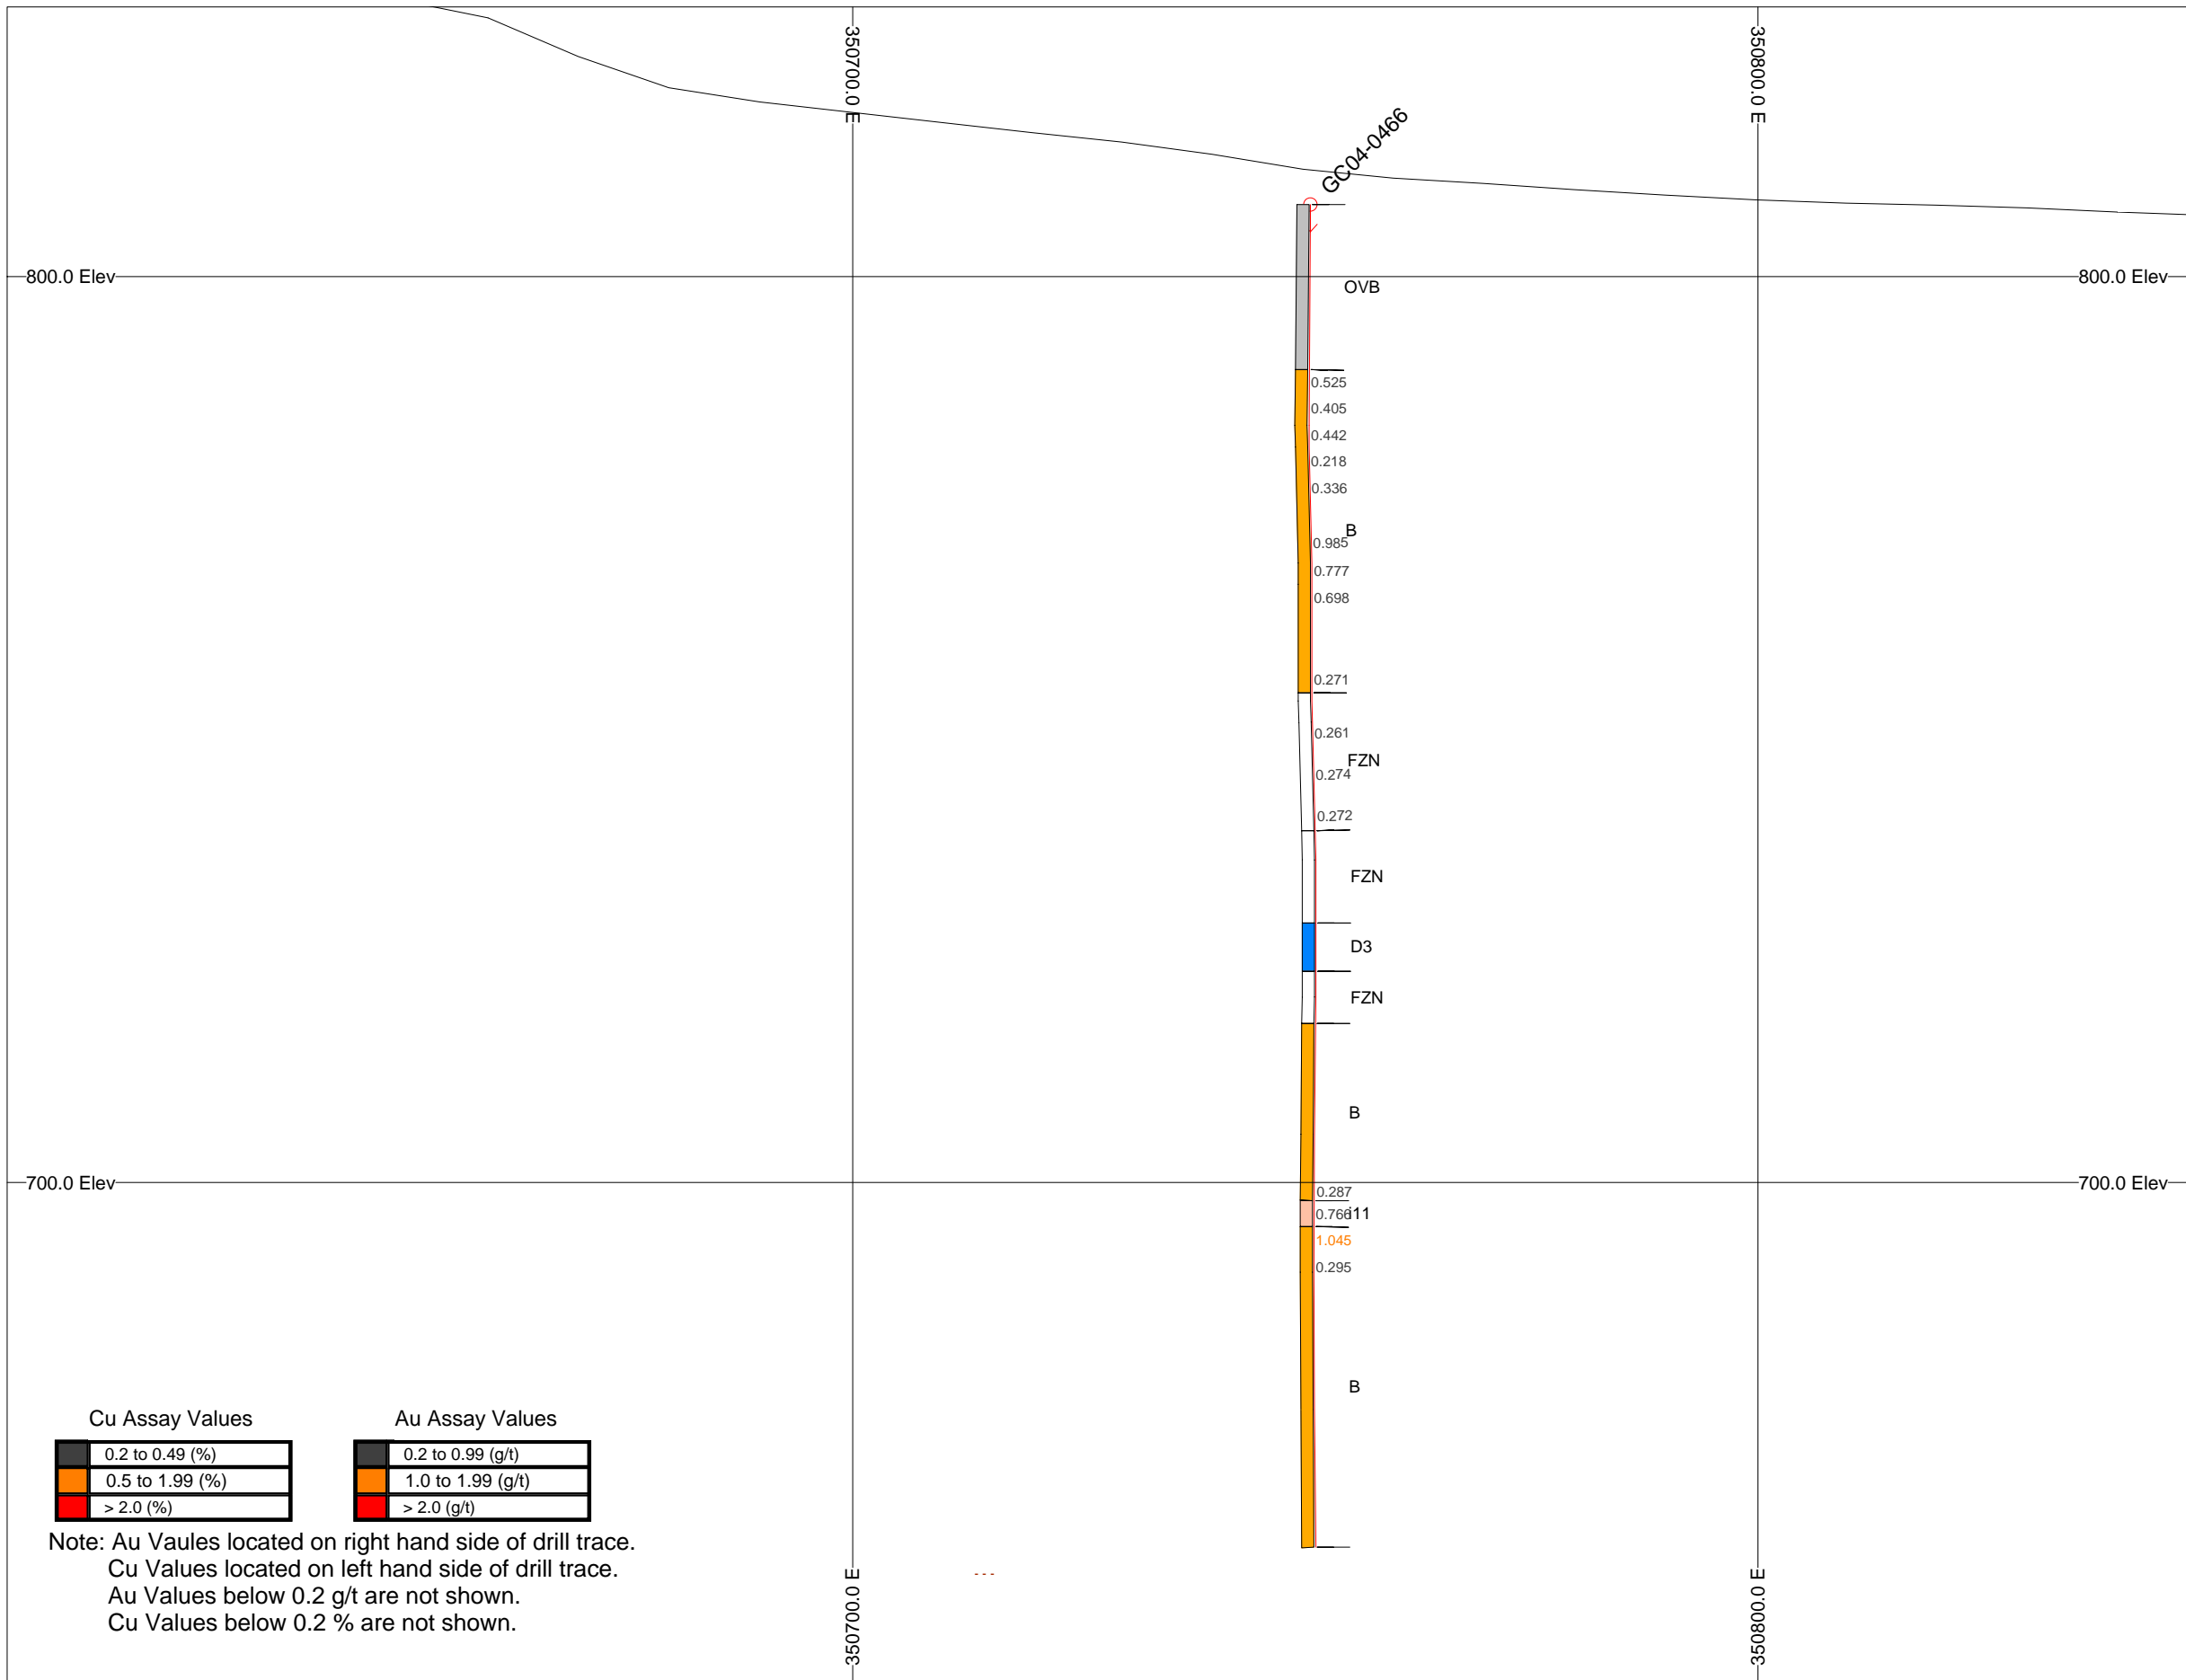 350700.0 E
350800.0 E
GC04-0466
800.0 Elev
800.0 Elev
OVB
0.525
0.405
0.442
0.218
0.336
B
0.985
0.777
0.698
0.271
0.261
FZN
0.274
0.272
FZN
D3
FZN
B
700.0 Elev
700.0 Elev
0.287
0.766
i11
1.045
0.295
B
Cu Assay Values
0.2 to 0.49 (%)
0.5 to 1.99 (%)
> 2.0 (%)
Au Assay Values
0.2 to 0.99 (g/t)
1.0 to 1.99 (g/t)
> 2.0 (g/t)
Note: Au Vaules located on right hand side of drill trace.
Cu Values located on left hand side of drill trace.
Au Values below 0.2 g/t are not shown.
Cu Values below 0.2 % are not shown.
350700.0 E
350800.0 E